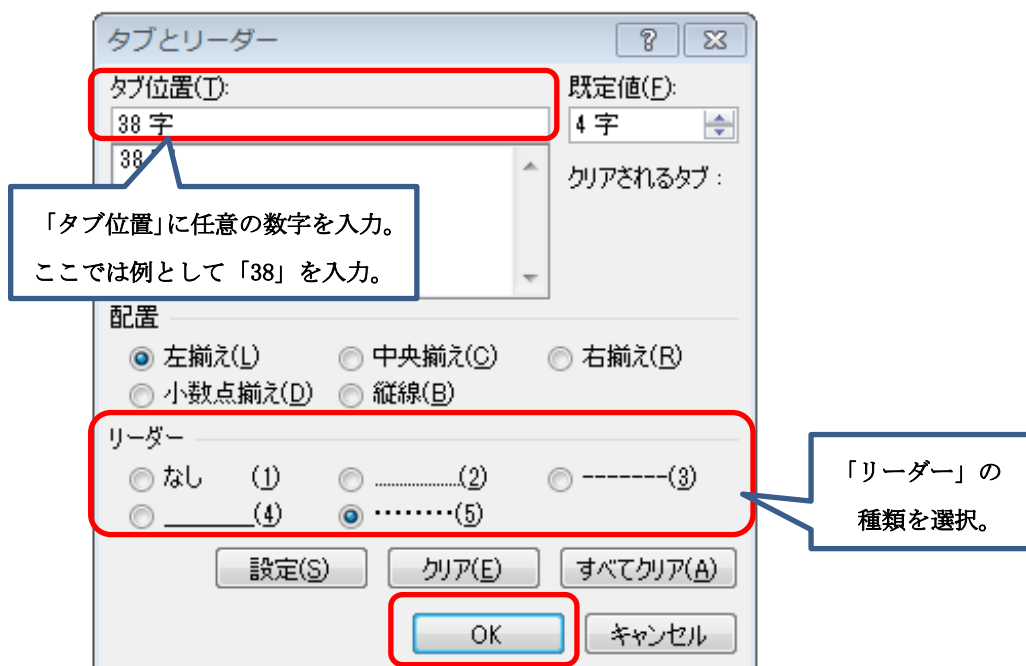 タブとリーダー
タブ位置(T):
既定値(F):
38 字
4 字
38
クリアされるタブ：
「タブ位置」に任意の数字を入力。
ここでは例として「38」を入力。
配置
左揃え(L)
中央揃え(C)
右揃え(R)
小数点揃え(D)
縦線(B)
リーダー
なし (1)
...................(2)
-------(3)
________(4)
········(5)
「リーダー」の
種類を選択。
設定(S)
クリア(E)
すべてクリア(A)
OK
キャンセル